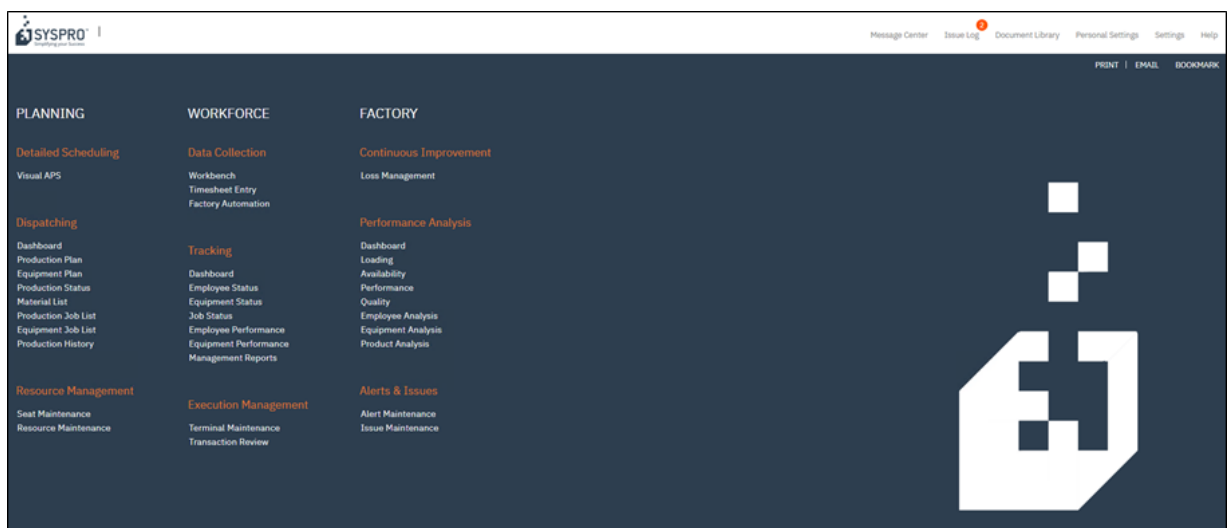 SYSPRO™
Simplifying your Success
Message Center
Issue Log
2
Document Library
Personal Settings
Settings
Help
PRINT | EMAIL BOOKMARK
PLANNING
Detailed Scheduling
Visual APS
Dispatching
Dashboard
Production Plan
Equipment Plan
Production Status
Material List
Production Job List
Equipment Job List
Production History
Resource Management
Seat Maintenance
Resource Maintenance
WORKFORCE
Data Collection
Workbench
Timesheet Entry
Factory Automation
Tracking
Dashboard
Employee Status
Equipment Status
Job Status
Employee Performance
Equipment Performance
Management Reports
Execution Management
Terminal Maintenance
Transaction Review
FACTORY
Continuous Improvement
Loss Management
Performance Analysis
Dashboard
Loading
Availability
Performance
Quality
Employee Analysis
Equipment Analysis
Product Analysis
Alerts & Issues
Alert Maintenance
Issue Maintenance